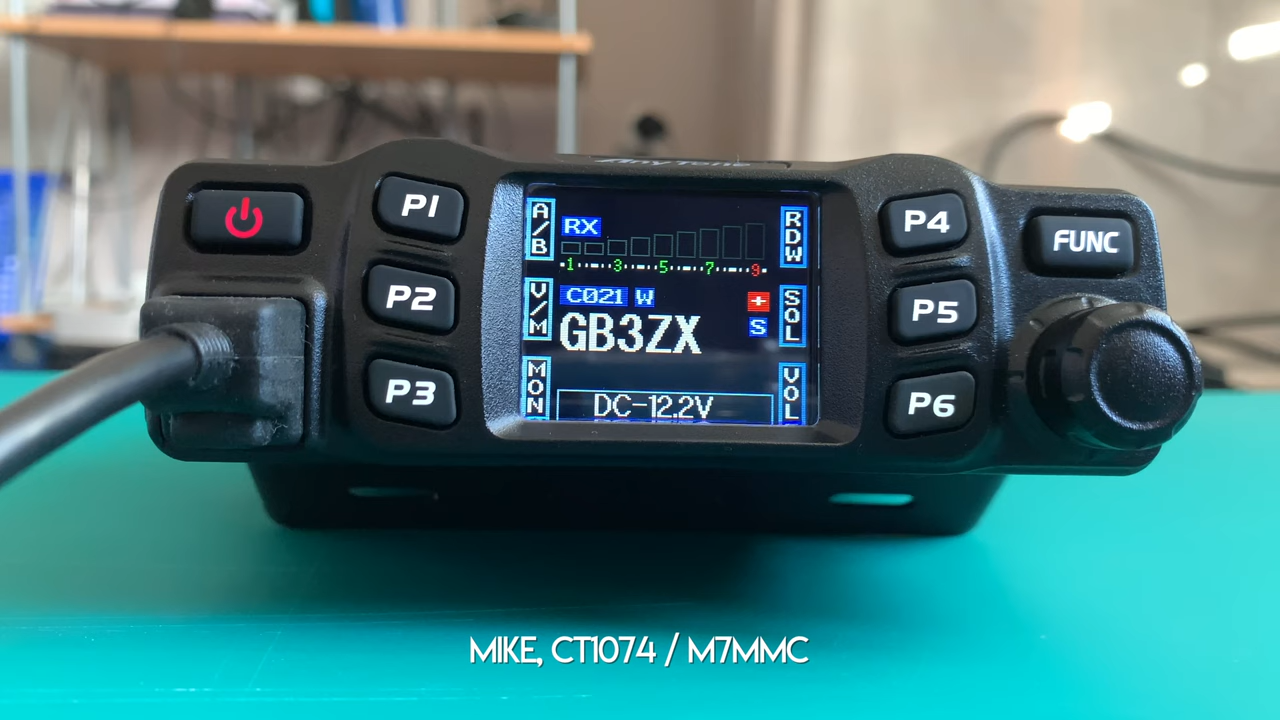 AnyTone
P1
P2
P3
A/B
V/M
MON
RX
1 3 5 7 9
C021 W +
GB3ZX S
DC-12.2V
RDW
SQL
VOL
P4
P5
P6
FUNC
MIKE, CT1074 / M7MMC